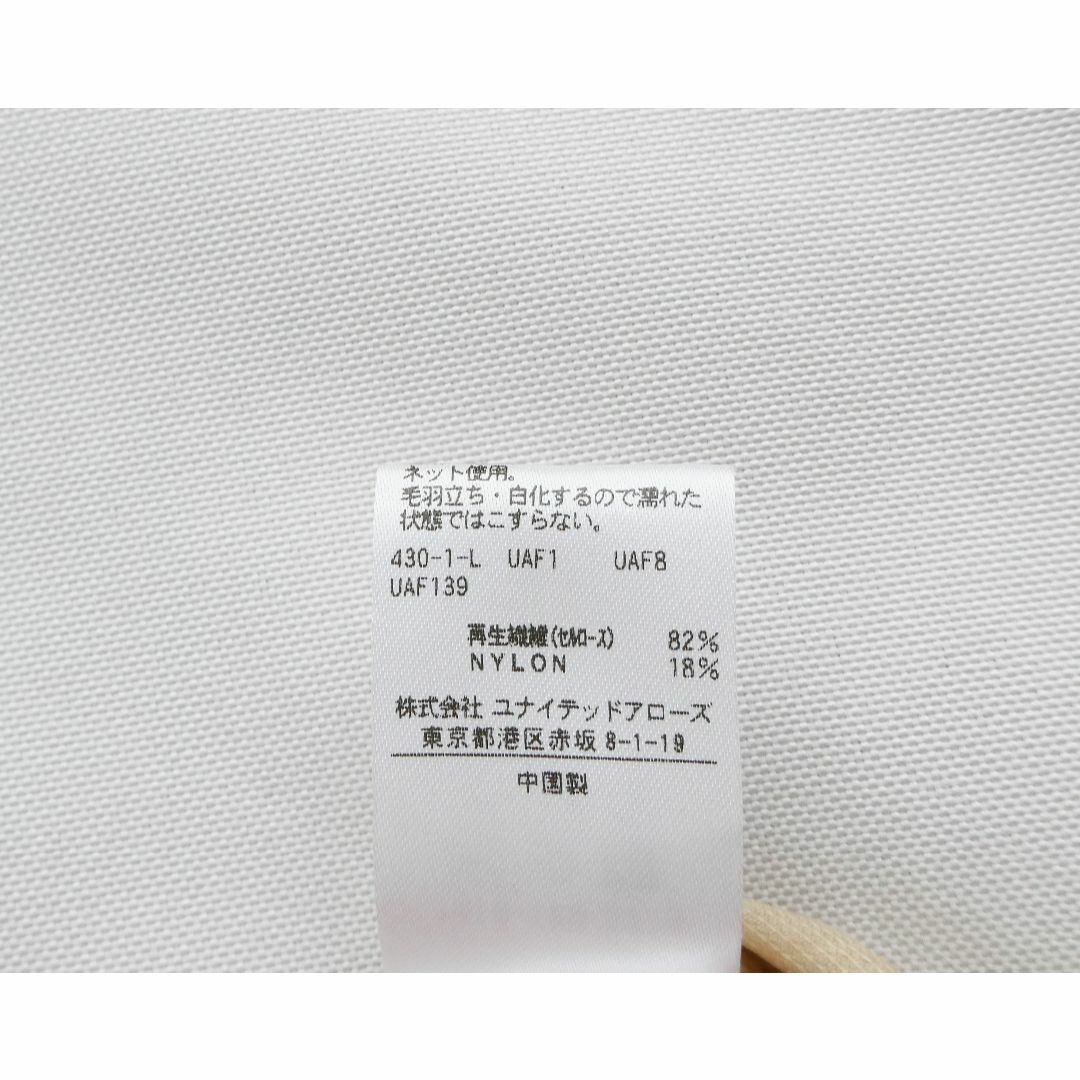 ネット使用。
毛羽立ち・白化するので濡れた
状態ではこすらない。
430-1-L UAF1 UAF8
UAF139
再生繊維(セルロース) 82%
NYLON 18%
株式会社 ユナイテッドアローズ
東京都港区赤坂 8-1-19
中国製